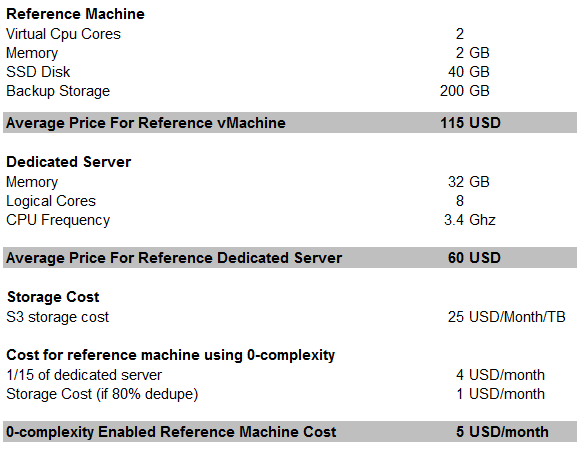 Reference Machine
Virtual Cpu Cores 2
Memory 2 GB
SSD Disk 40 GB
Backup Storage 200 GB
Average Price For Reference vMachine 115 USD
Dedicated Server
Memory 32 GB
Logical Cores 8
CPU Frequency 3.4 Ghz
Average Price For Reference Dedicated Server 60 USD
Storage Cost
S3 storage cost 25 USD/Month/TB
Cost for reference machine using 0-complexity
1/15 of dedicated server 4 USD/month
Storage Cost (if 80% dedupe) 1 USD/month
0-complexity Enabled Reference Machine Cost 5 USD/month